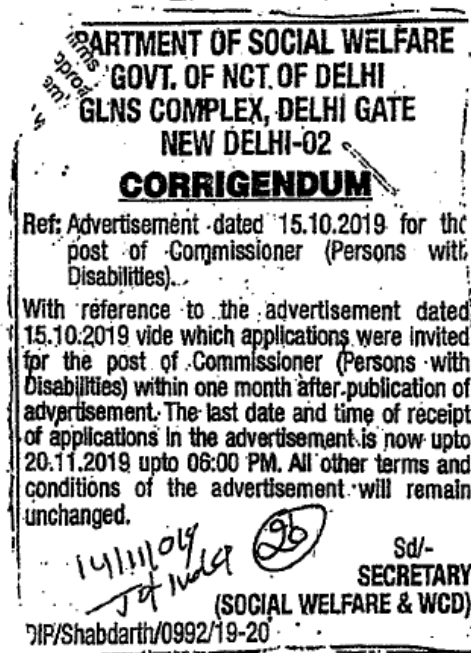 PARTMENT OF SOCIAL WELFARE
GOVT. OF NCT OF DELHI
GLNS COMPLEX, DELHI GATE
NEW DELHI-02
CORRIGENDUM
Ref: Advertisement dated 15.10.2019 for the
post of Commissioner (Persons with
Disabilities).
With reference to the advertisement dated
15.10.2019 vide which applications were invited
for the post of Commissioner (Persons with
Disabilities) within one month after publication of
advertisement. The last date and time of receipt
of applications in the advertisement is now upto
20.11.2019 upto 06:00 PM. All other terms and
conditions of the advertisement will remain
unchanged.
26
Sd/-
SECRETARY
(SOCIAL WELFARE & WCD)
DIP/Shabdarth/0992/19-20